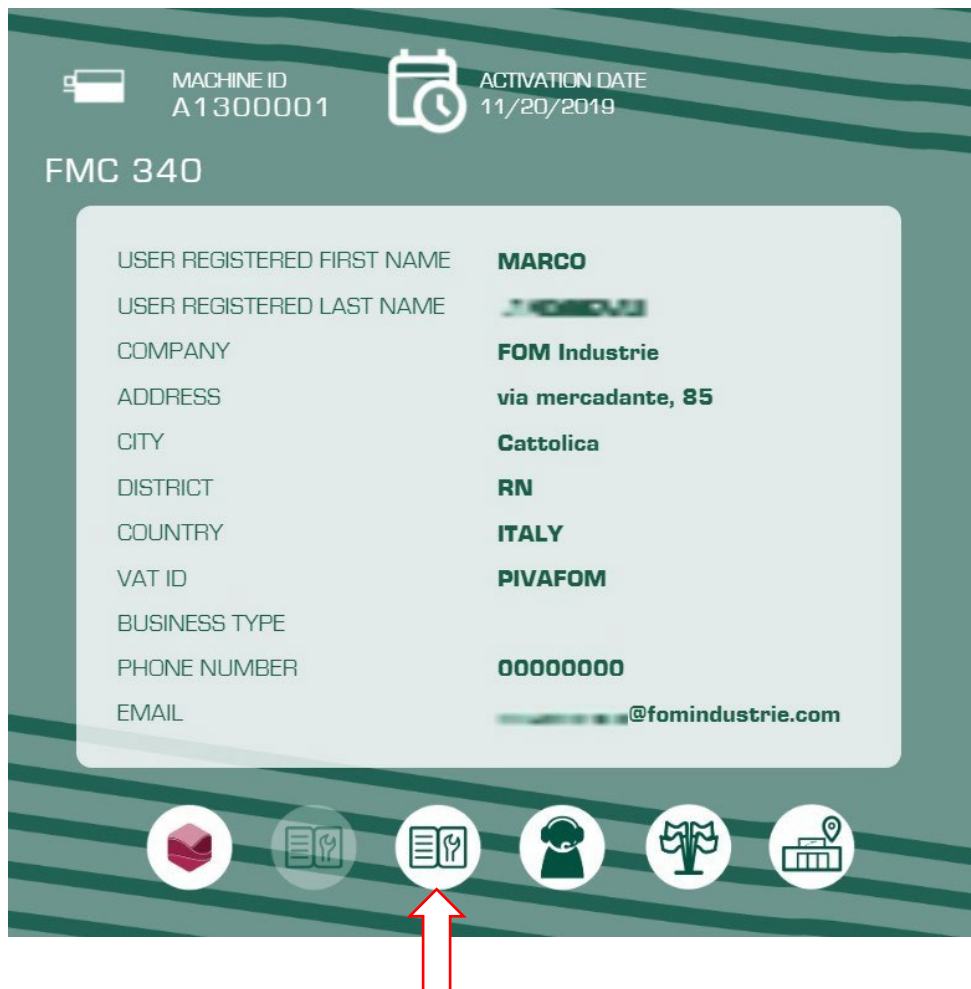 MACHINE ID
A1300001
ACTIVATION DATE
11/20/2019
FMC 340
USER REGISTERED FIRST NAME MARCO
USER REGISTERED LAST NAME
COMPANY FOM Industrie
ADDRESS via mercadante, 85
CITY Cattolica
DISTRICT RN
COUNTRY ITALY
VAT ID PIVAFOM
BUSINESS TYPE
PHONE NUMBER 00000000
EMAIL @fomindustrie.com